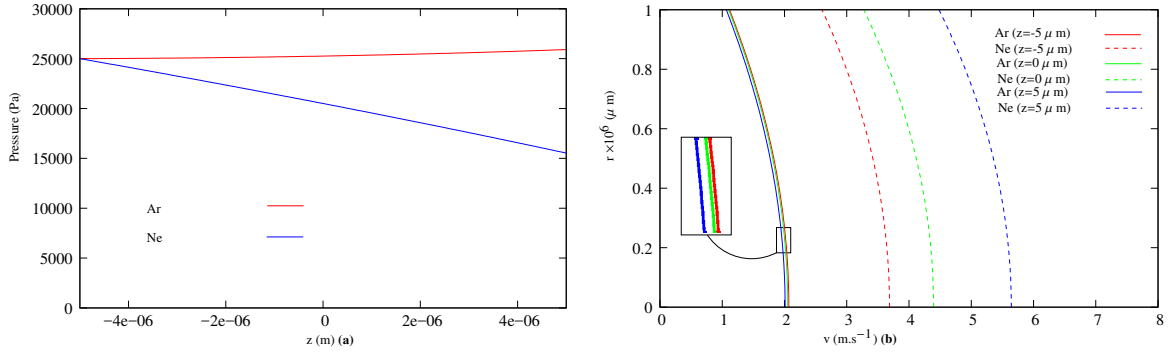 30000
25000
20000
15000
10000
5000
0
Pressure (Pa)
Ar
Ne
−4e−06 −2e−06 0 2e−06 4e−06
z (m) (a)
1
0.8
0.6
0.4
0.2
0
r ×10⁶ (μ m)
Ar (z=-5 μ m)
Ne (z=-5 μ m)
Ar (z=0 μ m)
Ne (z=0 μ m)
Ar (z=5 μ m)
Ne (z=5 μ m)
0 1 2 3 4 5 6 7 8
v (m.s⁻¹) (b)